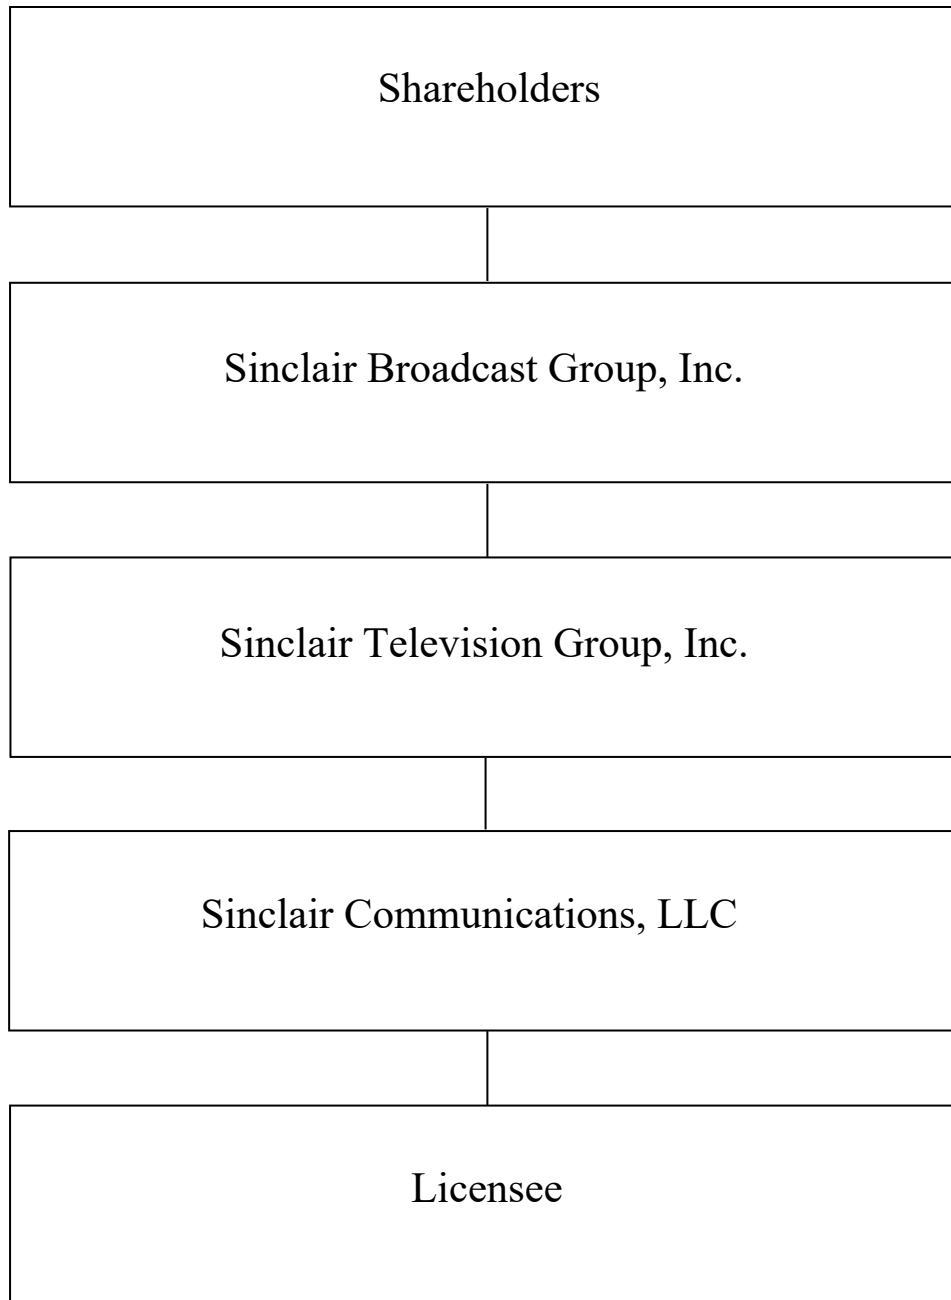 Shareholders
Sinclair Broadcast Group, Inc.
Sinclair Television Group, Inc.
Sinclair Communications, LLC
Licensee